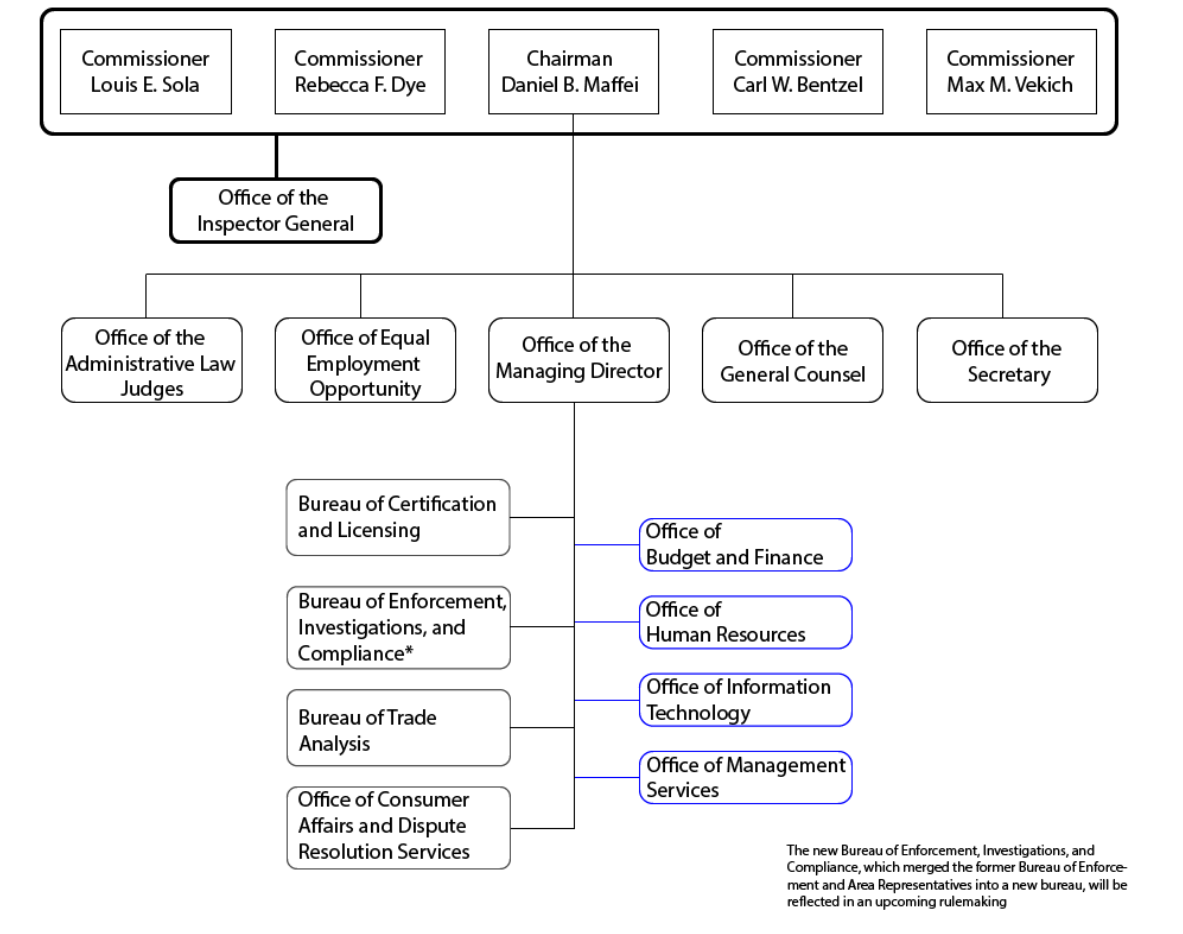 Commissioner
Louis E. Sola
Commissioner
Rebecca F. Dye
Chairman
Daniel B. Maffei
Commissioner
Carl W. Bentzel
Commissioner
Max M. Vekich
Office of the
Inspector General
Office of the
Administrative Law
Judges
Office of Equal
Employment
Opportunity
Office of the
Managing Director
Office of the
General Counsel
Office of the
Secretary
Bureau of Certification
and Licensing
Bureau of Enforcement,
Investigations, and
Compliance*
Bureau of Trade
Analysis
Office of Consumer
Affairs and Dispute
Resolution Services
Office of
Budget and Finance
Office of
Human Resources
Office of Information
Technology
Office of Management
Services
The new Bureau of Enforcement, Investigations, and
Compliance, which merged the former Bureau of Enforce-
ment and Area Representatives into a new bureau, will be
reflected in an upcoming rulemaking